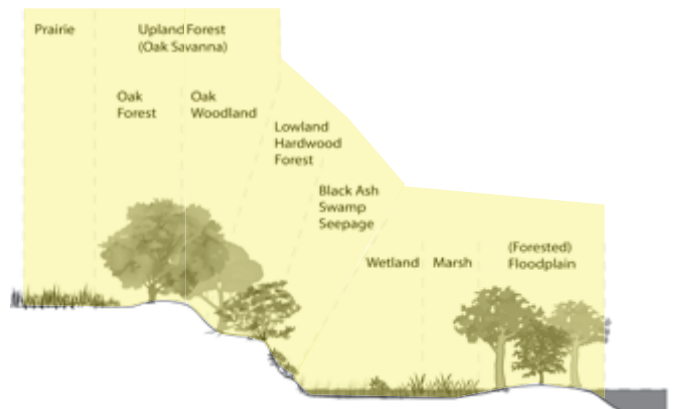 Prairie
Upland Forest
(Oak Savanna)
Oak
Forest
Oak
Woodland
Lowland
Hardwood
Forest
Black Ash
Swamp
Seepage
Wetland
Marsh
(Forested)
Floodplain